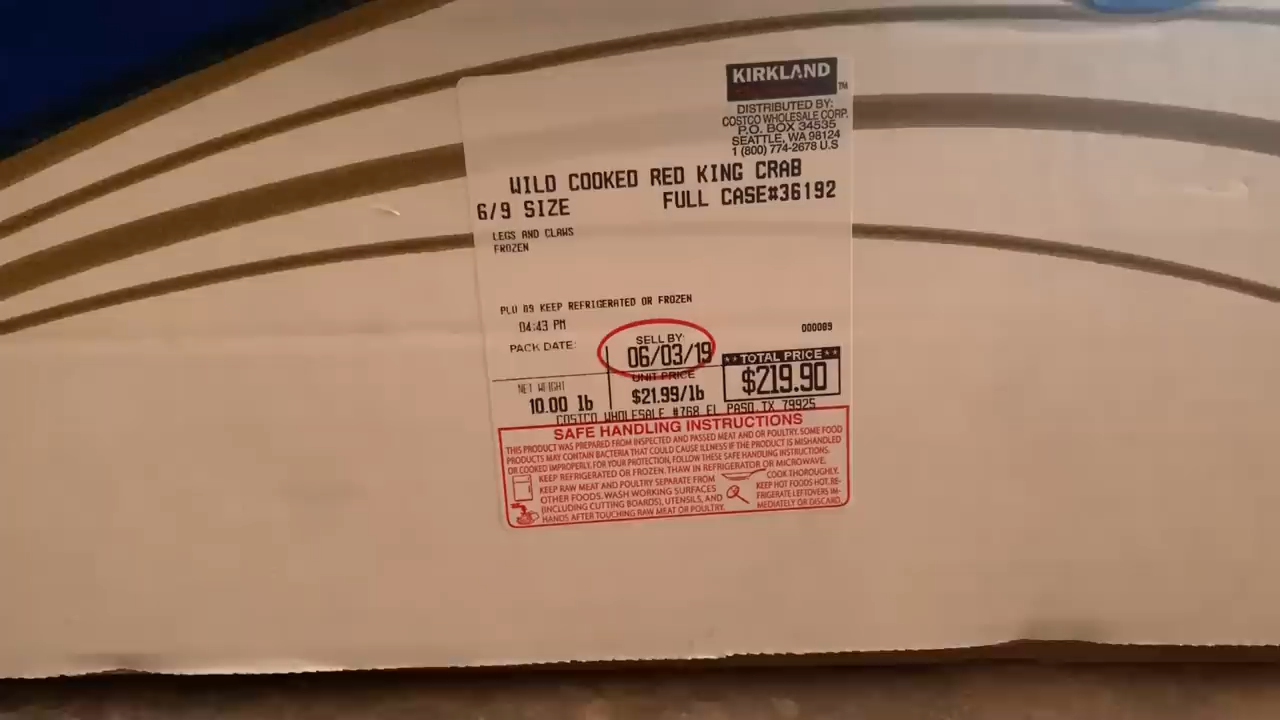 KIRKLAND
TM
DISTRIBUTED BY:
COSTCO WHOLESALE CORP.
P.O. BOX 34535
SEATTLE, WA 98124
1 (800) 774-2678 U.S
WILD COOKED RED KING CRAB
6/9 SIZE FULL CASE#36192
LEGS AND CLAWS
FROZEN
PLU 89 KEEP REFRIGERATED OR FROZEN
04:43 PM 000089
PACK DATE: SELL BY:
06/03/19
**TOTAL PRICE**
$219.90
NET WEIGHT UNIT PRICE
10.00 lb $21.99/lb
COSTCO WHOLESALE #768 EL PASO, TX 79925
SAFE HANDLING INSTRUCTIONS
THIS PRODUCT WAS PREPARED FROM INSPECTED AND PASSED MEAT AND OR POULTRY. SOME FOOD
PRODUCTS MAY CONTAIN BACTERIA THAT COULD CAUSE ILLNESS IF THE PRODUCT IS MISHANDLED
OR COOKED IMPROPERLY. FOR YOUR PROTECTION, FOLLOW THESE SAFE HANDLING INSTRUCTIONS.
KEEP REFRIGERATED OR FROZEN. THAW IN REFRIGERATOR OR MICROWAVE.
KEEP RAW MEAT AND POULTRY SEPARATE FROM
OTHER FOODS. WASH WORKING SURFACES
(INCLUDING CUTTING BOARDS), UTENSILS, AND
HANDS AFTER TOUCHING RAW MEAT OR POULTRY.
COOK THOROUGHLY.
KEEP HOT FOODS HOT. RE-
FRIGERATE LEFTOVERS IM-
MEDIATELY OR DISCARD.